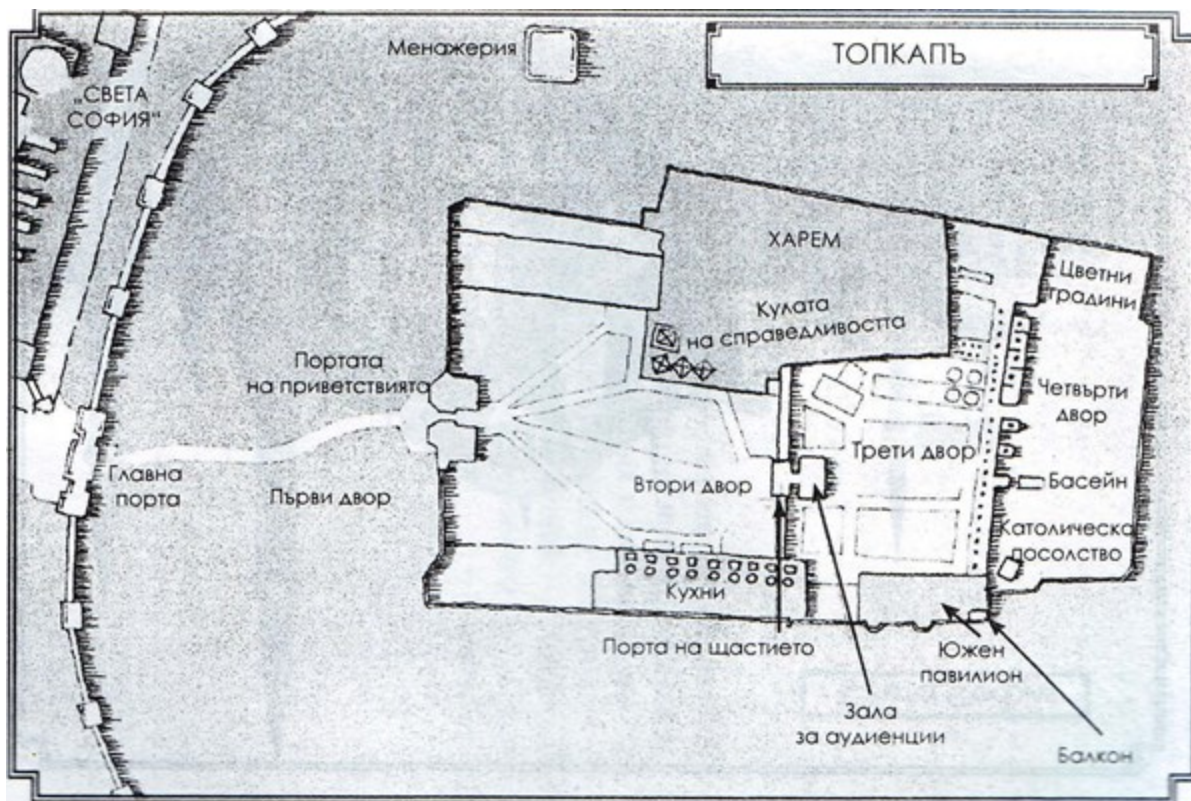 Менажерия
ТОПКАПЪ
„СВЕТА
СОФИЯ“
ХАРЕМ
Цветни
градини
Кулата
на справедливостта
Портата
на приветствията
Четвърти
двор
Трети двор
Главна
порта
Първи двор
Втори двор
Басейн
Католическа
посолство
Кухни
Порта на щастието
Южен
павилион
Зала
за аудиенции
Балкон